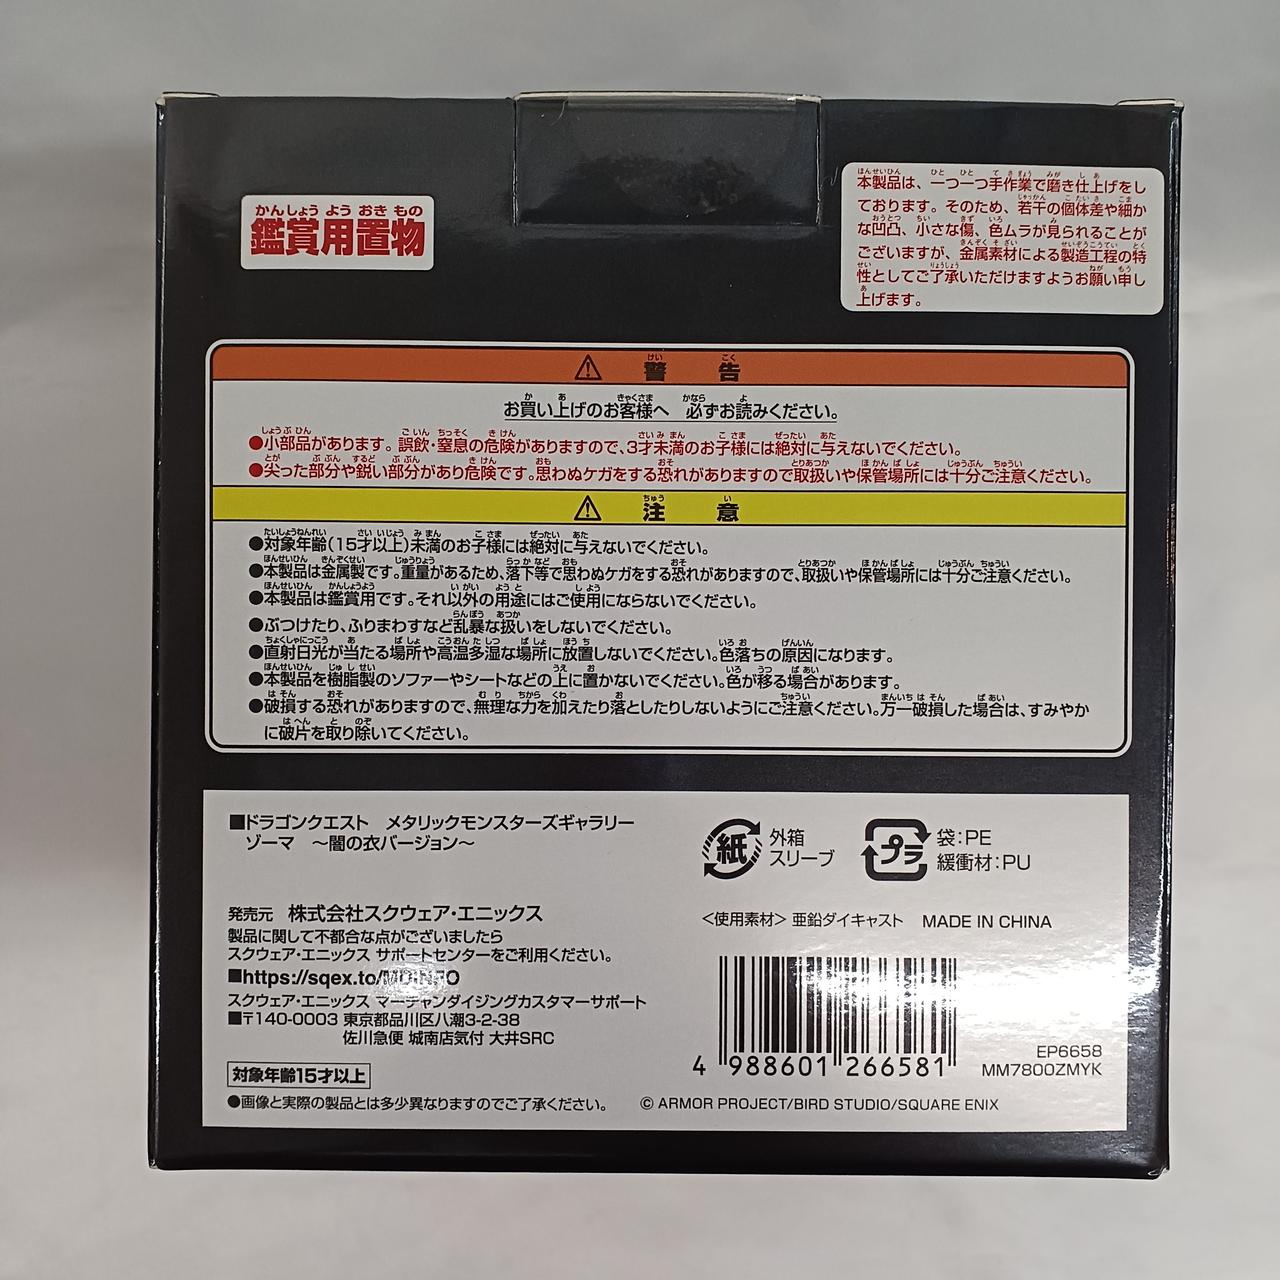 鑑賞用置物
かんしょう よう おき もの
本製品は、一つ一つ手作業で磨き仕上げをし
ております。そのため、若干の個体差や細か
な凹凸、小さな傷、色ムラが見られることが
ございますが、金属素材による製造工程の特
性としてご了承いただけますようお願い申し
上げます。
⚠ 警告
お買い上げのお客様へ 必ずお読みください。
●小部品があります。誤飲・窒息の危険がありますので、3才未満のお子様には絶対に与えないでください。
●尖った部分や鋭い部分があり危険です。思わぬケガをする恐れがありますので取扱いや保管場所には十分ご注意ください。
⚠ 注意
●対象年齢(15才以上)未満のお子様には絶対に与えないでください。
●本製品は金属製です。重量があるため、落下等で思わぬケガをする恐れがありますので、取扱いや保管場所には十分ご注意ください。
●本製品は鑑賞用です。それ以外の用途にはご使用にならないでください。
●ぶつけたり、ふりまわすなど乱暴な扱いをしないでください。
●直射日光が当たる場所や高温多湿な場所に放置しないでください。色落ちの原因になります。
●本製品を樹脂製のソファーやシートなどの上に置かないでください。色が移る場合があります。
●破損する恐れがありますので、無理な力を加えたり落としたりしないようにご注意ください。万一破損した場合は、すみやか
に破片を取り除いてください。
■ドラゴンクエスト メタリックモンスターズギャラリー
ゾーマ ～闇の衣バージョン～
紙 外箱
スリーブ
プラ 袋:PE
緩衝材:PU
発売元 株式会社スクウェア・エニックス
製品に関して不都合な点がございましたら
スクウェア・エニックス サポートセンターをご利用ください。
■https://sqex.to/MDINFO
スクウェア・エニックス マーチャンダイジングカスタマーサポート
■〒140-0003 東京都品川区八潮3-2-38
佐川急便 城南店気付 大井SRC
<使用素材> 亜鉛ダイキャスト MADE IN CHINA
4 988601 266581
EP6658
MM7800ZMYK
対象年齢15才以上
●画像と実際の製品とは多少異なりますのでご了承ください。
© ARMOR PROJECT/BIRD STUDIO/SQUARE ENIX